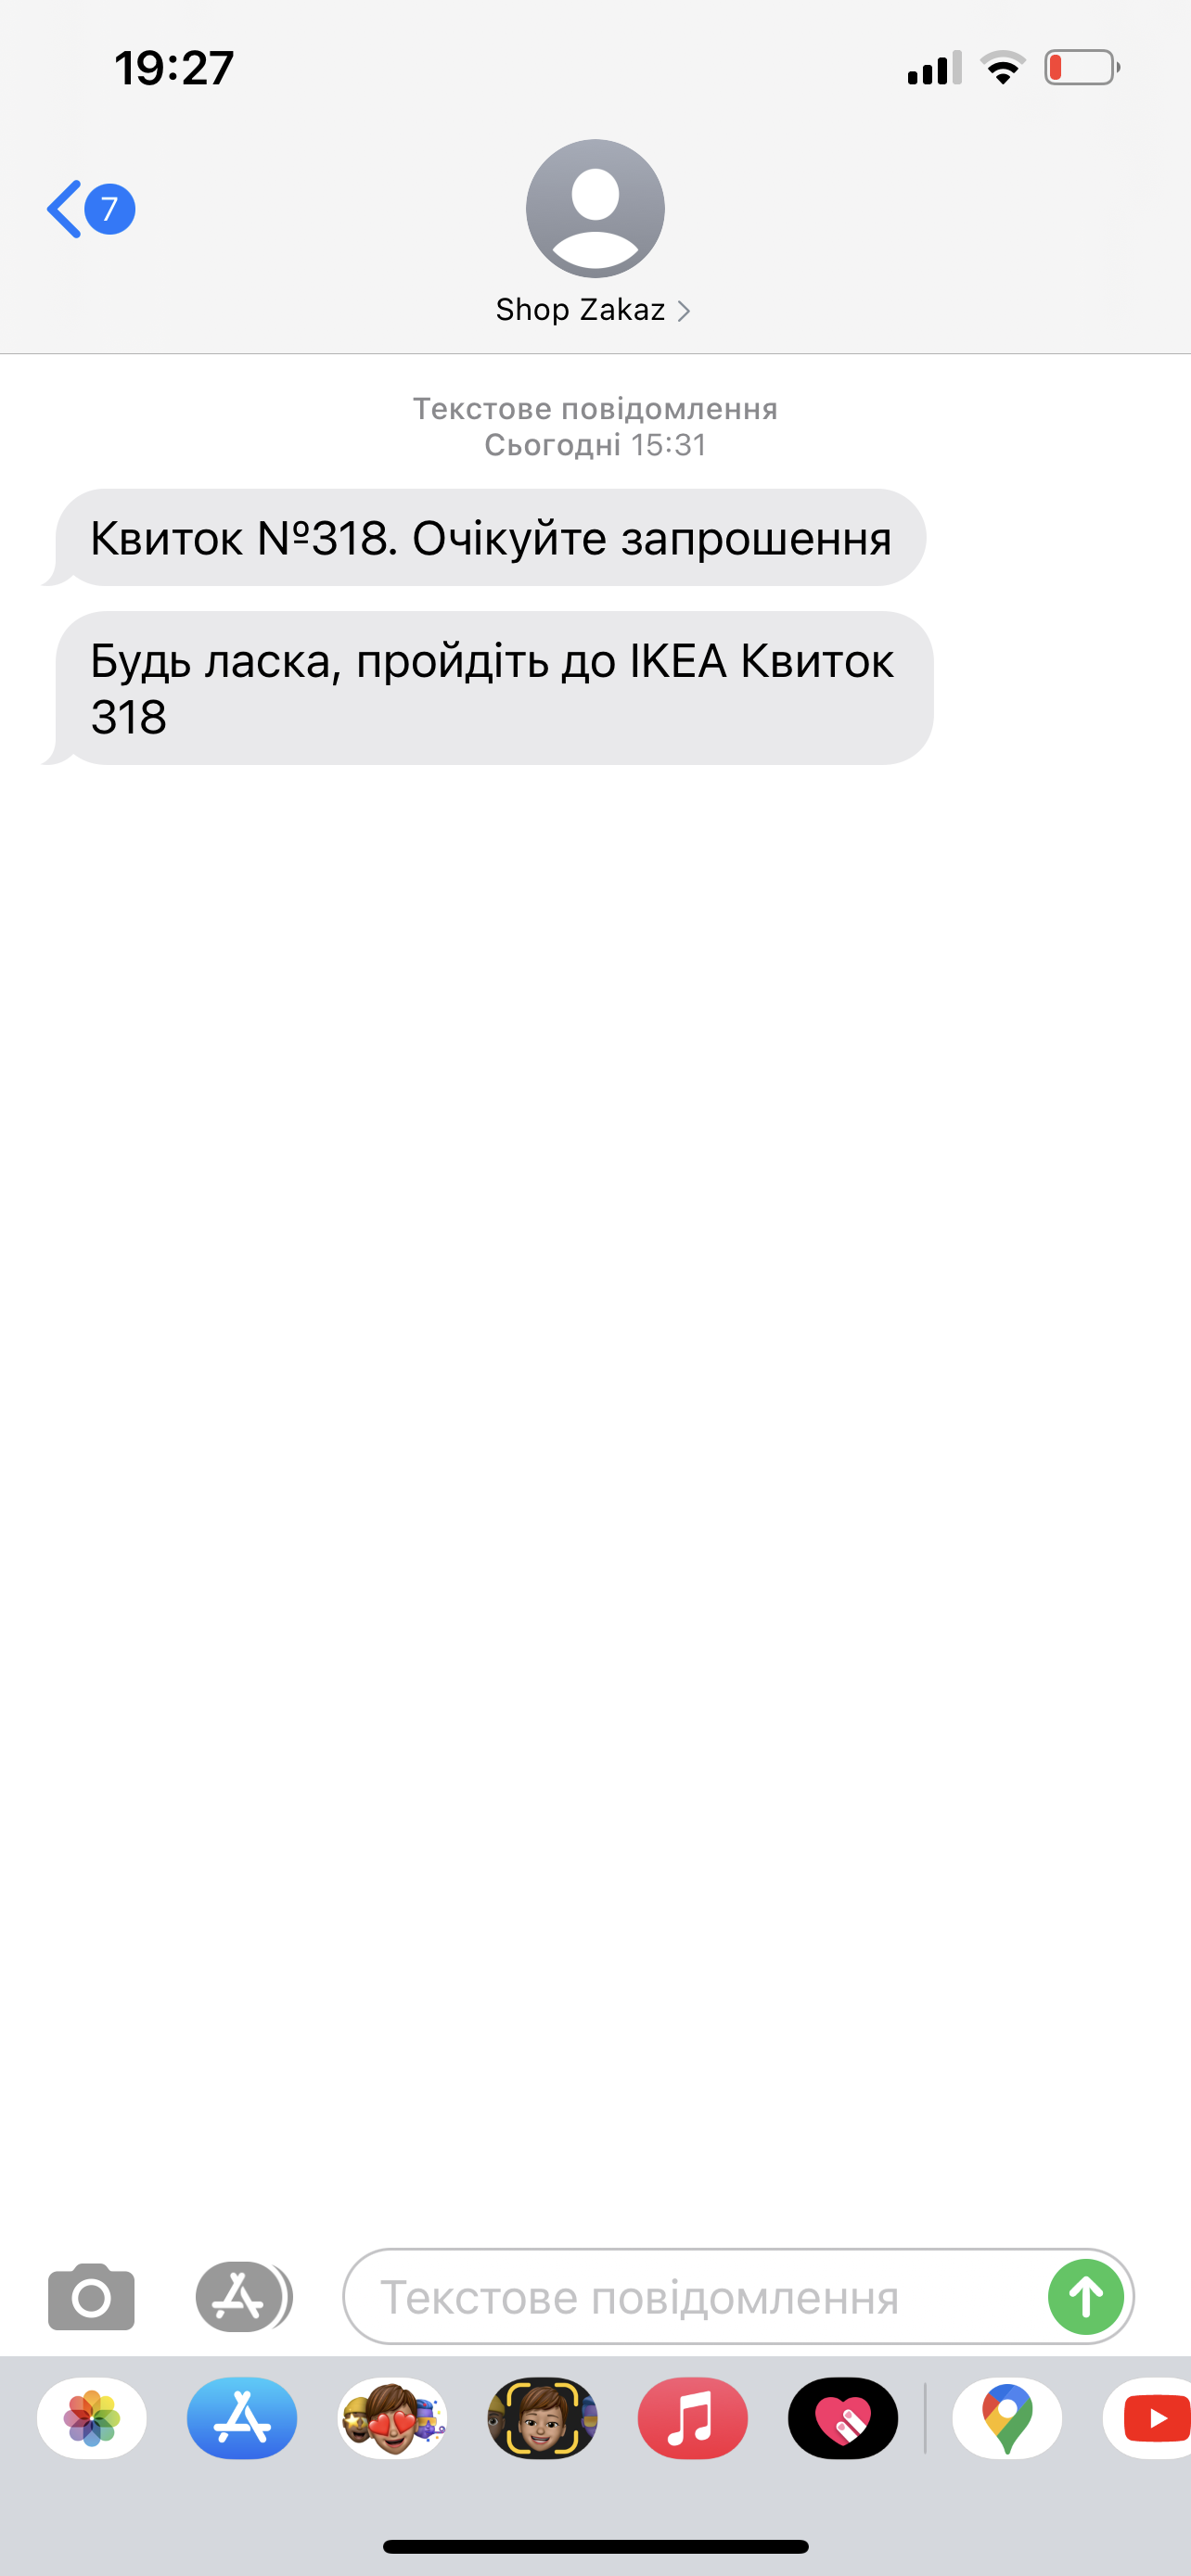 19:27
7
Shop Zakaz
Текстове повідомлення
Сьогодні 15:31
Квиток №318. Очікуйте запрошення
Будь ласка, пройдіть до IKEA Квиток
318
Текстове повідомлення